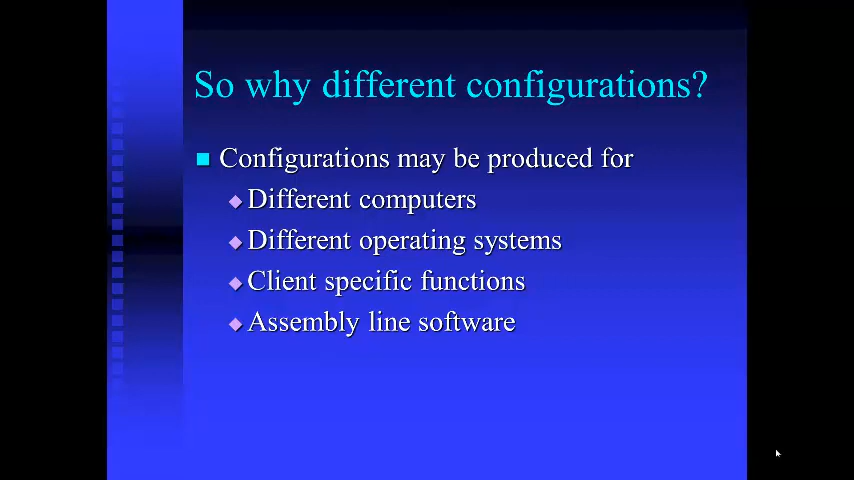 So why different configurations?
Configurations may be produced for
Different computers
Different operating systems
Client specific functions
Assembly line software